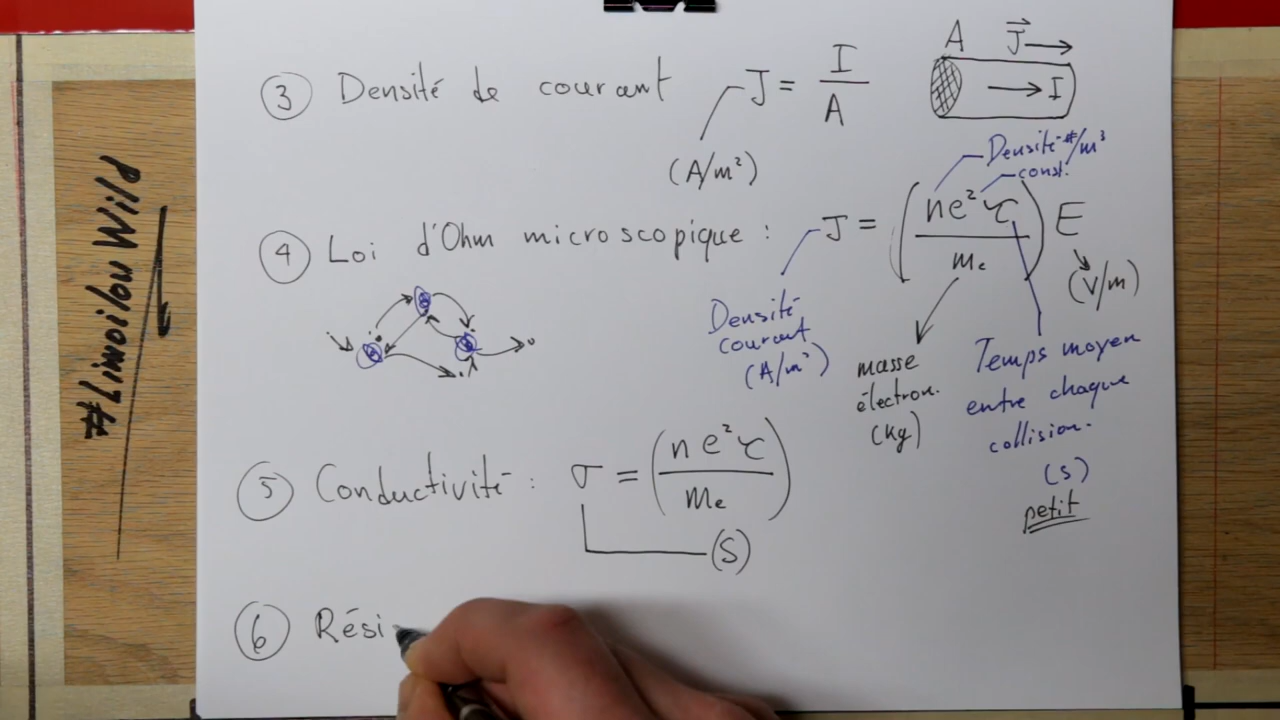 #Limoilou Wild
A J
③ Densité de courant J = I/A I
(A/m²)
Densité #/m³
const.
④ Loi d'Ohm microscopique : J = (ne²τ/mₑ) E
(V/m)
Densité
courant
(A/m²)
masse
électron.
(kg)
Temps moyen
entre chaque
collision.
(s)
petit
⑤ Conductivité : σ = (ne²τ/mₑ)
(S)
⑥ Rési